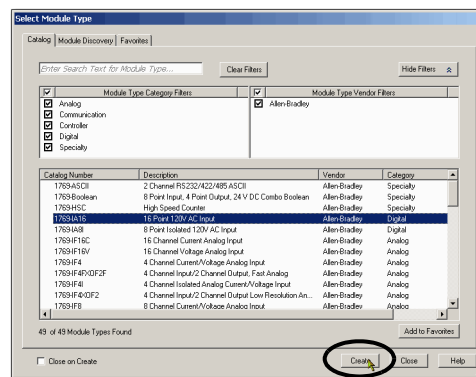 Select Module Type
Catalog Module Discovery Favorites
Enter Search Text for Module Type... Clear Filters Hide Filters
Module Type Category Filters Module Type Vendor Filters
Analog Allen-Bradley
Communication
Controller
Digital
Specialty
Catalog Number Description Vendor Category
1769-ASCII 2 Channel RS232/422/485 ASCII Allen-Bradley Specialty
1769-Boolean 8 Point Input, 4 Point Output, 24 V DC Combo Boolean Allen-Bradley Specialty
1769-HSC High Speed Counter Allen-Bradley Specialty
1769-IA16 16 Point 120V AC Input Allen-Bradley Digital
1769-IA8I 8 Point Isolated 120V AC Input Allen-Bradley Digital
1769-IF16C 16 Channel Current Analog Input Allen-Bradley Analog
1769-IF16V 16 Channel Voltage Analog Input Allen-Bradley Analog
1769-IF4 4 Channel Current/Voltage Analog Input Allen-Bradley Analog
1769-IF4FXOF2F 4 Channel Input/2 Channel Output, Fast Analog Allen-Bradley Analog
1769-IF4I 4 Channel Isolated Analog Current/Voltage Input Allen-Bradley Analog
1769-IF4XOF2 4 Channel Input/2 Channel Output Low Resolution An... Allen-Bradley Analog
1769-IF8 8 Channel Current/Voltage Analog Input Allen-Bradley Analog
49 of 49 Module Types Found Add to Favorites
Close on Create Create Close Help